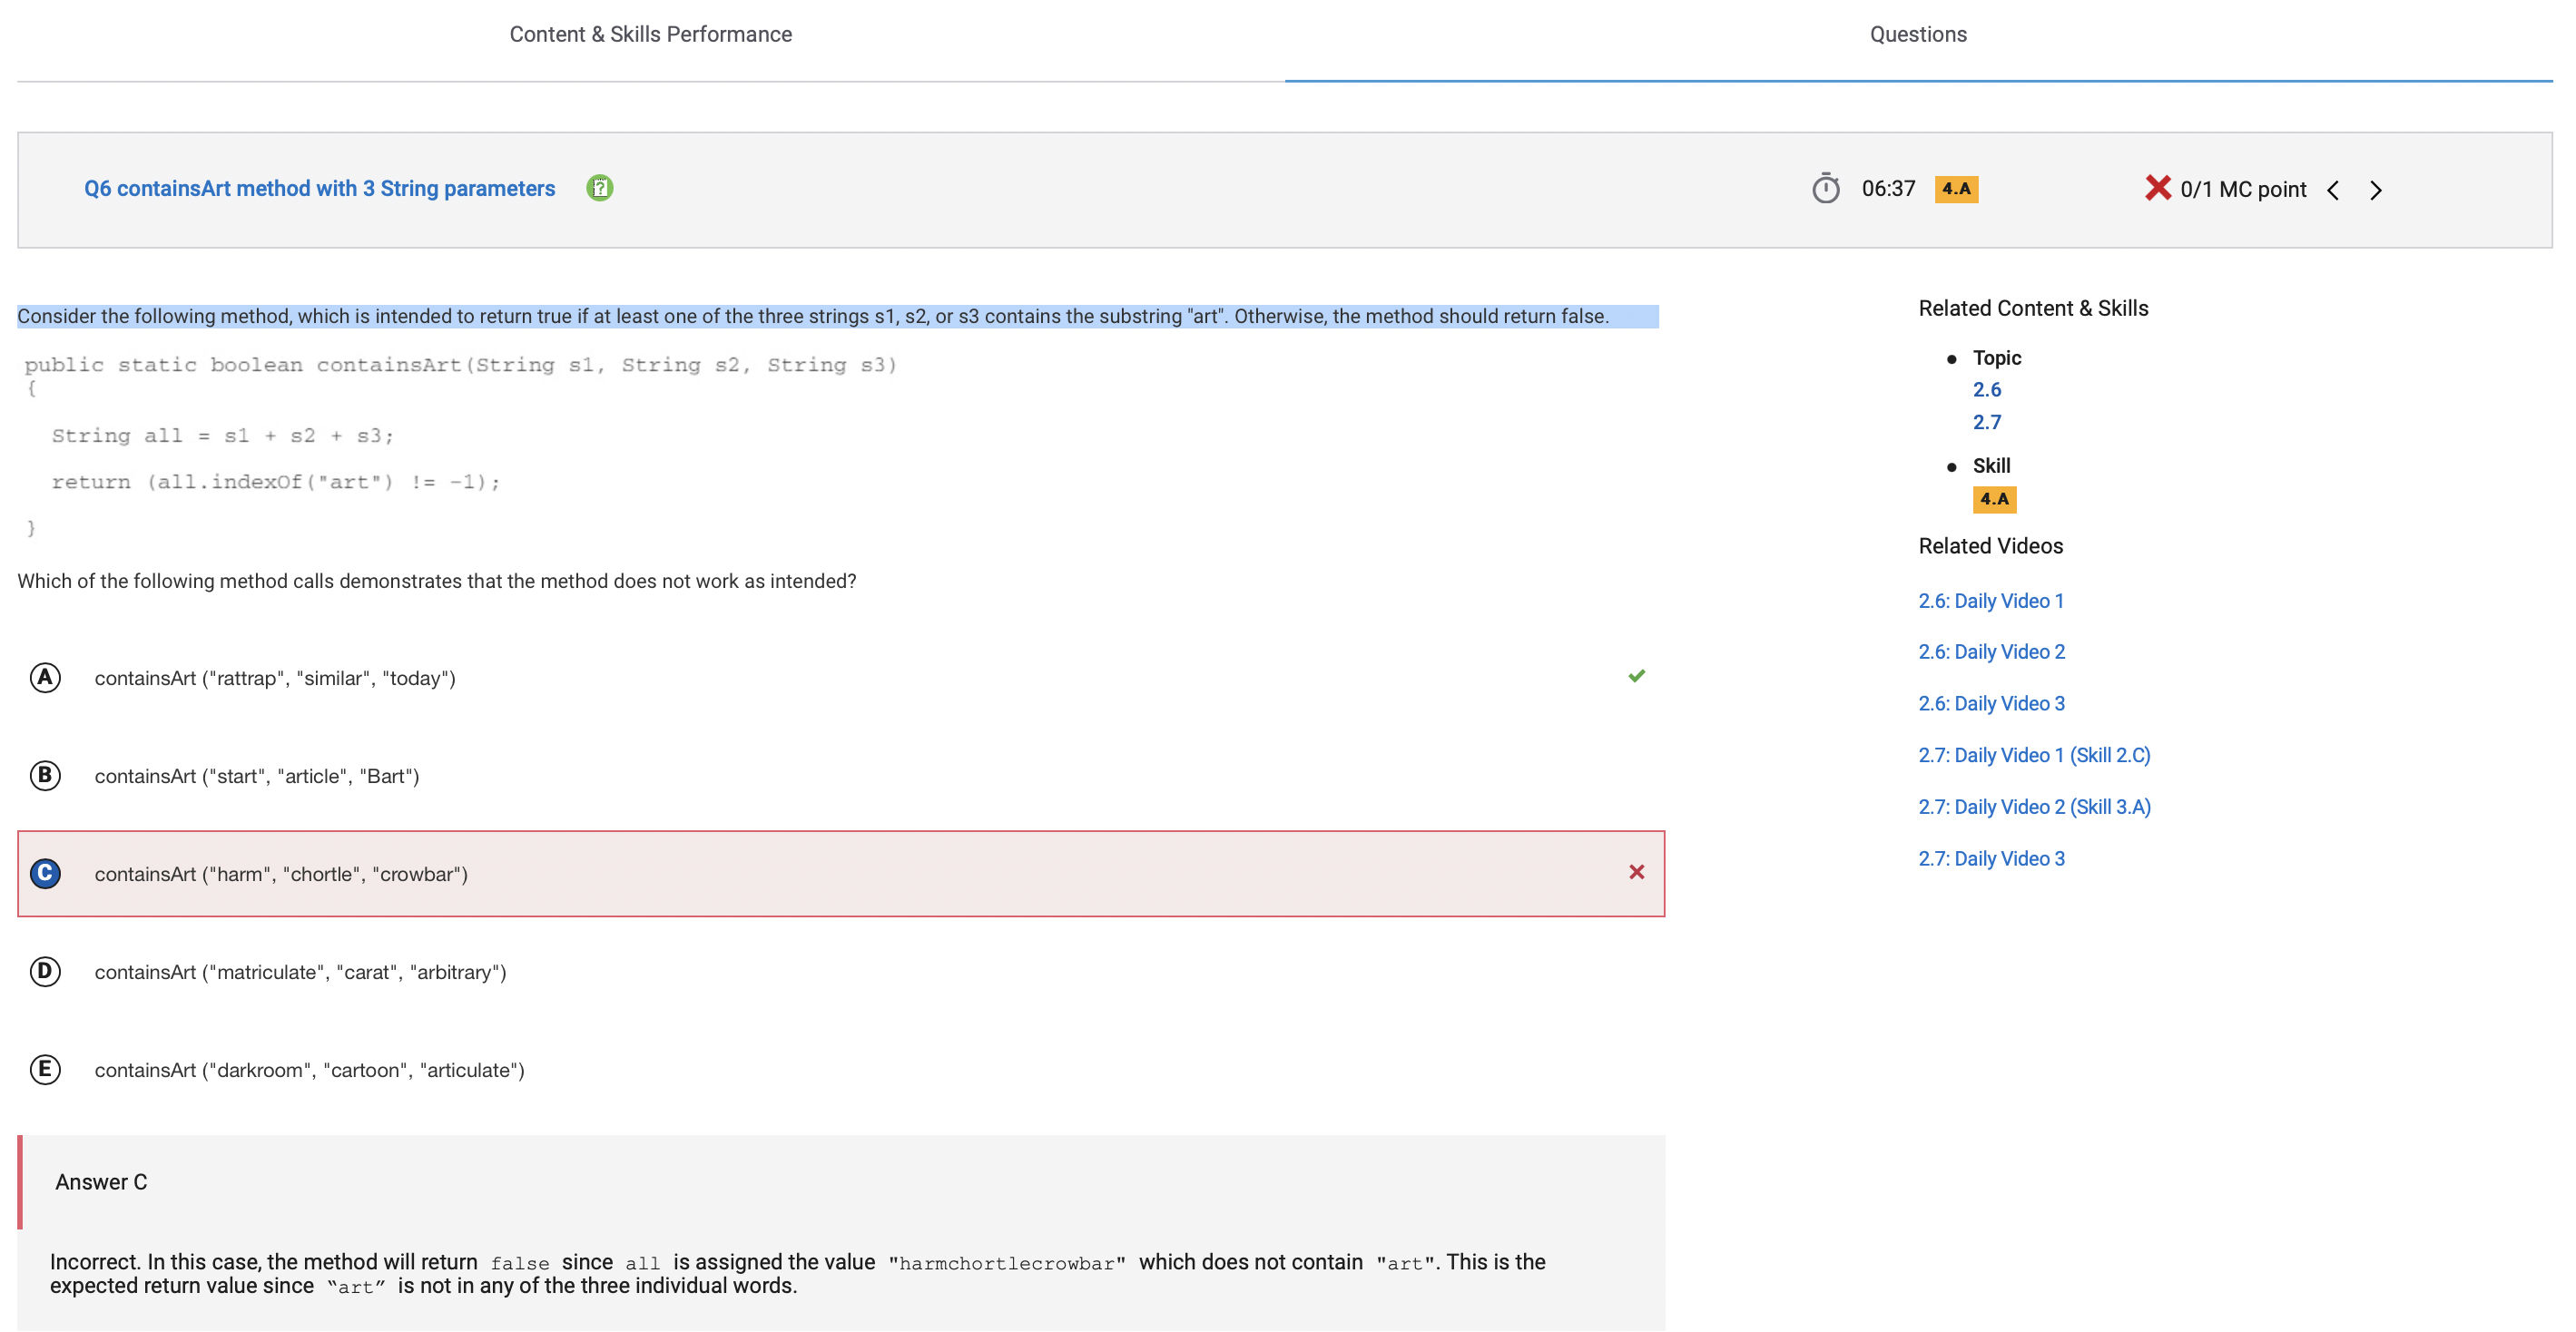 Content & Skills Performance
Questions
Q6 containsArt method with 3 String parameters
?
06:37
4.A
0/1 MC point
Consider the following method, which is intended to return true if at least one of the three strings s1, s2, or s3 contains the substring "art". Otherwise, the method should return false.
public static boolean containsArt(String s1, String s2, String s3)
{
String all = s1 + s2 + s3;
return (all.indexOf("art") != -1);
}
Which of the following method calls demonstrates that the method does not work as intended?
A containsArt ("rattrap", "similar", "today")
B containsArt ("start", "article", "Bart")
C containsArt ("harm", "chortle", "crowbar")
D containsArt ("matriculate", "carat", "arbitrary")
E containsArt ("darkroom", "cartoon", "articulate")
Answer C
Incorrect. In this case, the method will return false since all is assigned the value "harmchortlecrowbar" which does not contain "art". This is the
expected return value since “art” is not in any of the three individual words.
Related Content & Skills
Topic
2.6
2.7
Skill
4.A
Related Videos
2.6: Daily Video 1
2.6: Daily Video 2
2.6: Daily Video 3
2.7: Daily Video 1 (Skill 2.C)
2.7: Daily Video 2 (Skill 3.A)
2.7: Daily Video 3